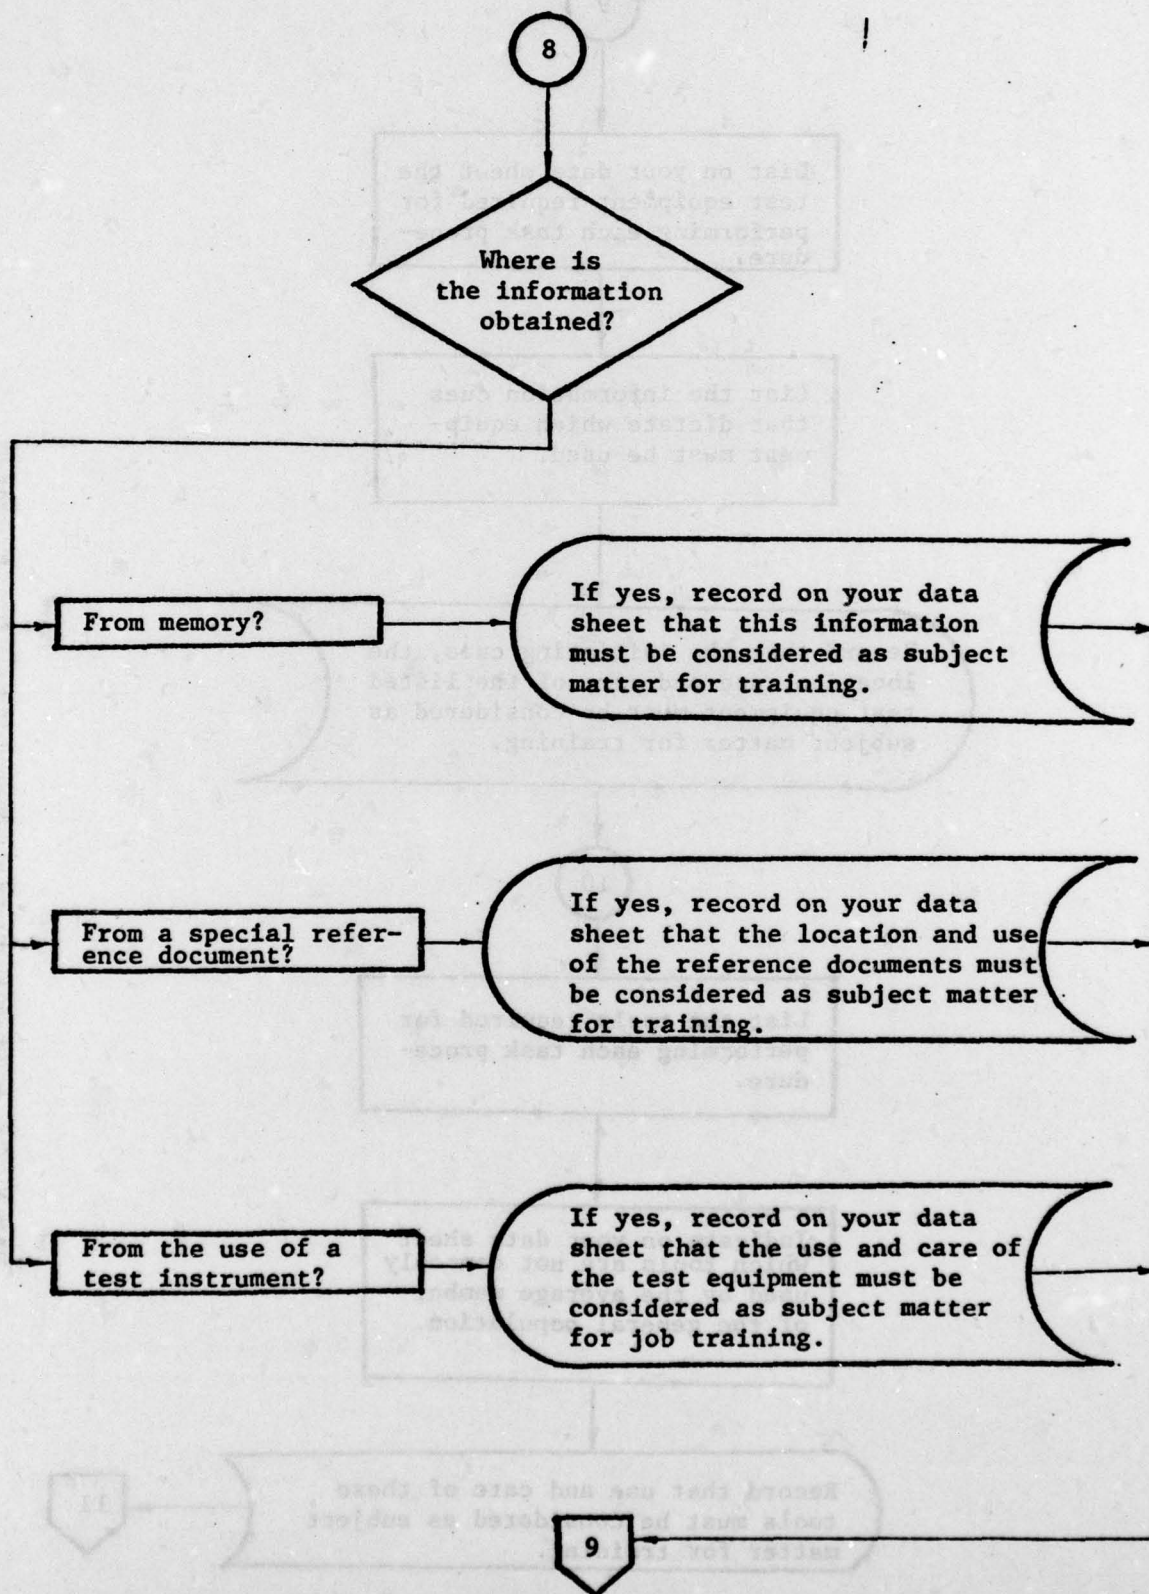 8
Where is
the information
obtained?
From memory?
If yes, record on your data
sheet that this information
must be considered as subject
matter for training.
From a special refer-
ence document?
If yes, record on your data
sheet that the location and use
of the reference documents must
be considered as subject matter
for training.
From the use of a
test instrument?
If yes, record on your data
sheet that the use and care of
the test equipment must be
considered as subject matter
for job training.
9